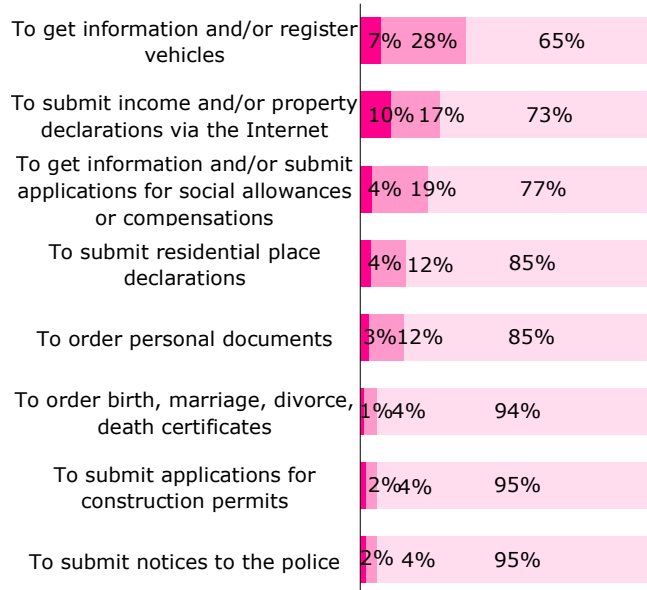 To get information and/or register
vehicles
7% 28% 65%
To submit income and/or property
declarations via the Internet
10% 17% 73%
To get information and/or submit
applications for social allowances
or compensations
4% 19% 77%
To submit residential place
declarations
4% 12% 85%
To order personal documents
3% 12% 85%
To order birth, marriage, divorce,
death certificates
1% 4% 94%
To submit applications for
construction permits
2% 4% 95%
To submit notices to the police
2% 4% 95%